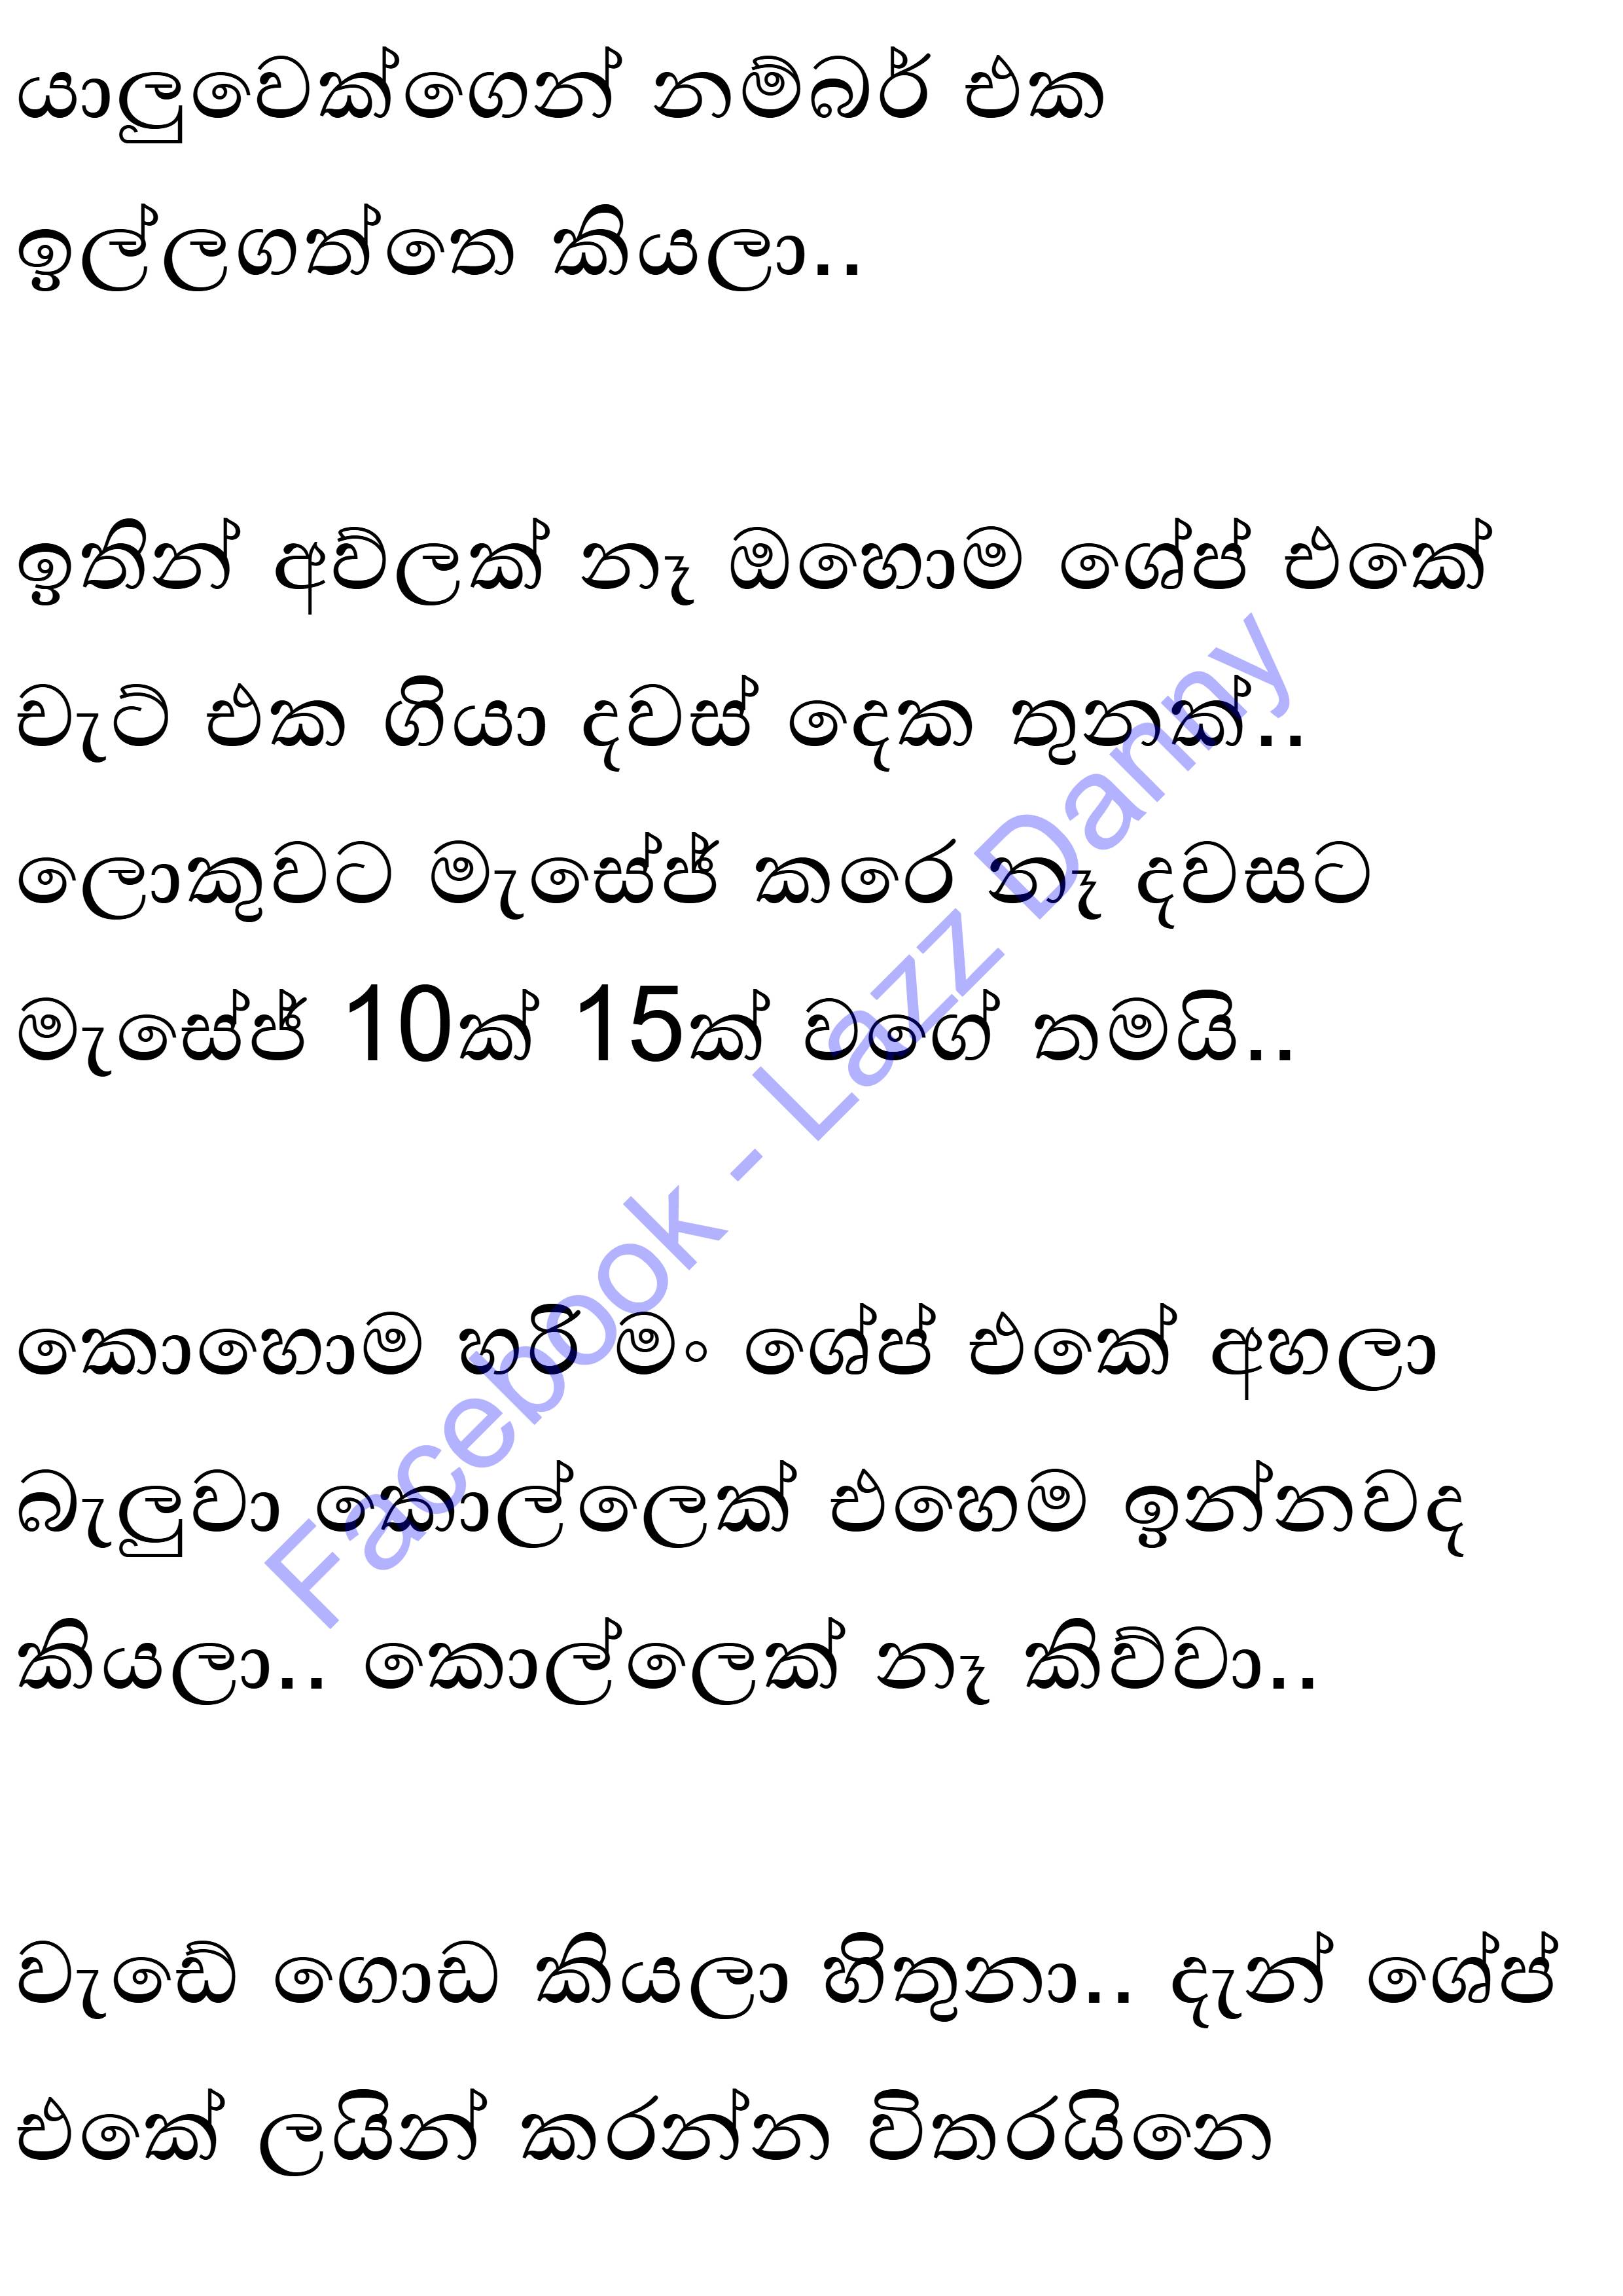 යාලුවෙක්ගෙන් නම්බර් එක
ඉල්ලගත්තෙ කියලා..
ඉතින් අව්ලක් නෑ ඔහොම ශේප් එකේ
චැට් එක ගියා දවස් දෙක තුනක්..
ලොකුවට මැසේජ් කරෙ නෑ දවසට
මැසේජ් 10ක් 15ක් වගේ තමයි..
කොහොම හරි මං ශේප් එකේ අහලා
බැලුවා කොල්ලෙක් එහෙම ඉන්නවද
කියලා.. කොල්ලෙක් නෑ කිව්වා..
වැඩේ ගොඩ කියලා හිතුනා.. දැන් ශේප්
එකේ ලයින් කරන්න විතරයිනෙ
Facebook - Lazz Danny